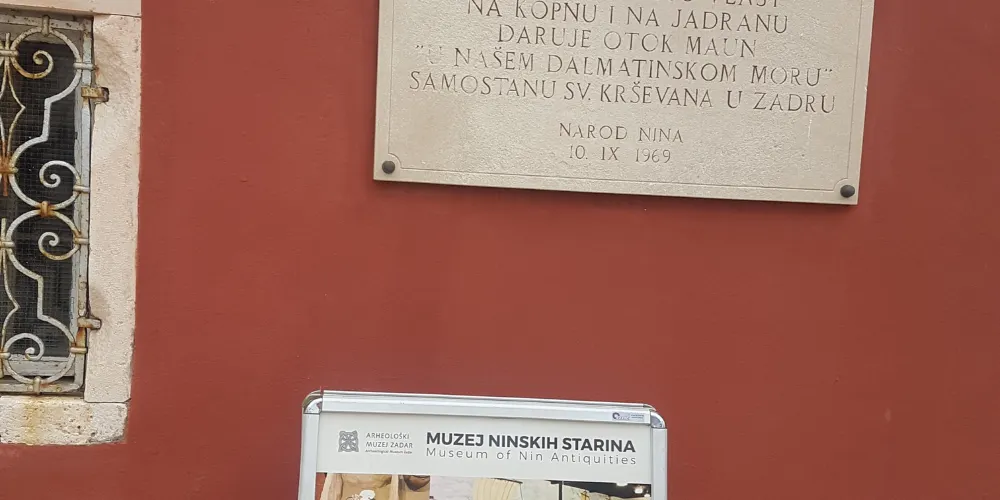 NA KOPNU I NA JADRANU
DARUJE OTOK MAUN
"U NAŠEM DALMATINSKOM MORU"
SAMOSTANU SV. KRŠEVANA U ZADRU
NAROD NINA
10. IX 1969
ARHEOLOŠKI
MUZEJ ZADAR
MUZEJ NINSKIH STARINA
Museum of Nin Antiquities